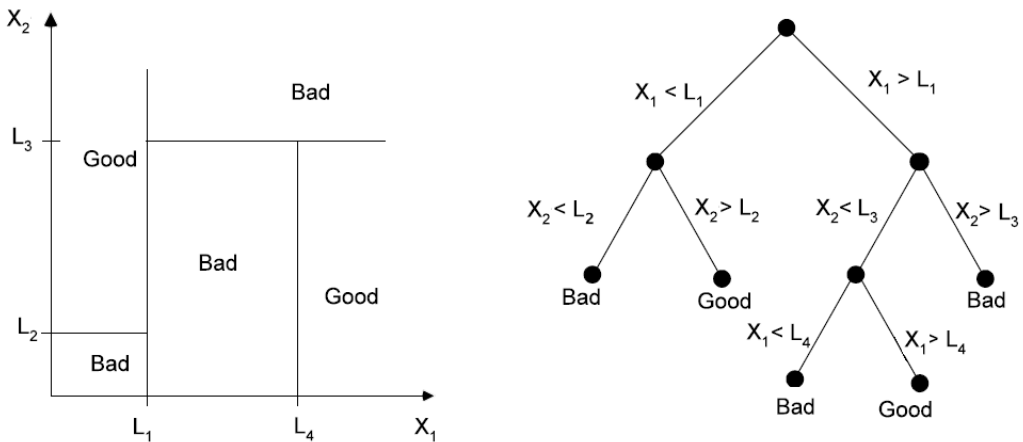 X₂
Bad
L₃
Good
Bad
Good
L₂
Bad
L₁
L₄
X₁
X₁ < L₁
X₁ > L₁
X₂ < L₂
X₂ > L₂
X₂ < L₃
X₂ > L₃
Bad
Good
Bad
X₁ < L₄
X₁ > L₄
Bad
Good